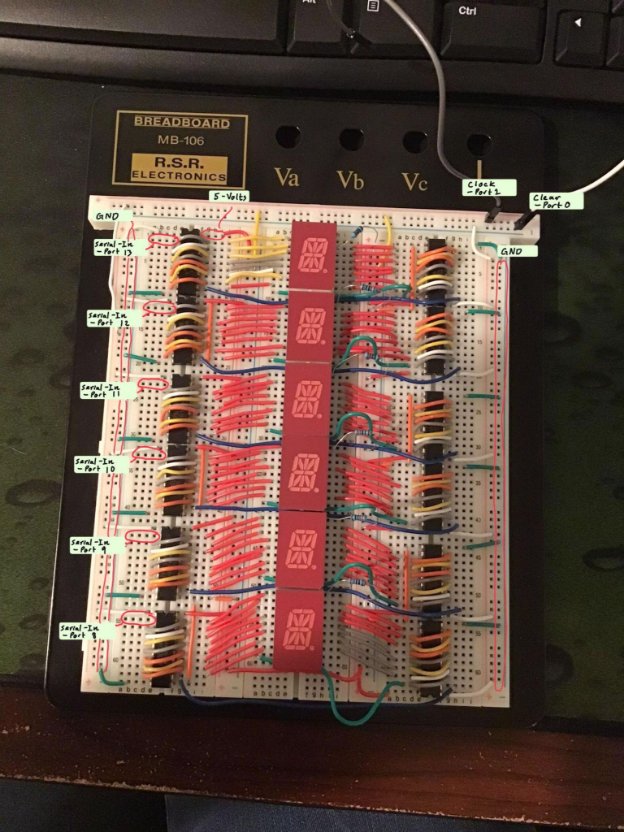 Alt
Ctrl
BREADBOARD
MB-106
R.S.R.
ELECTRONICS
Va
Vb
Vc
Clock
- Port 1
Clear
- Port 0
5-Volts
GND
GND
Serial-In
- Port 13
Serial-In
- Port 12
Serial-In
- Port 11
Serial-In
- Port 10
Serial-In
- Port 9
Serial-In
- Port 8